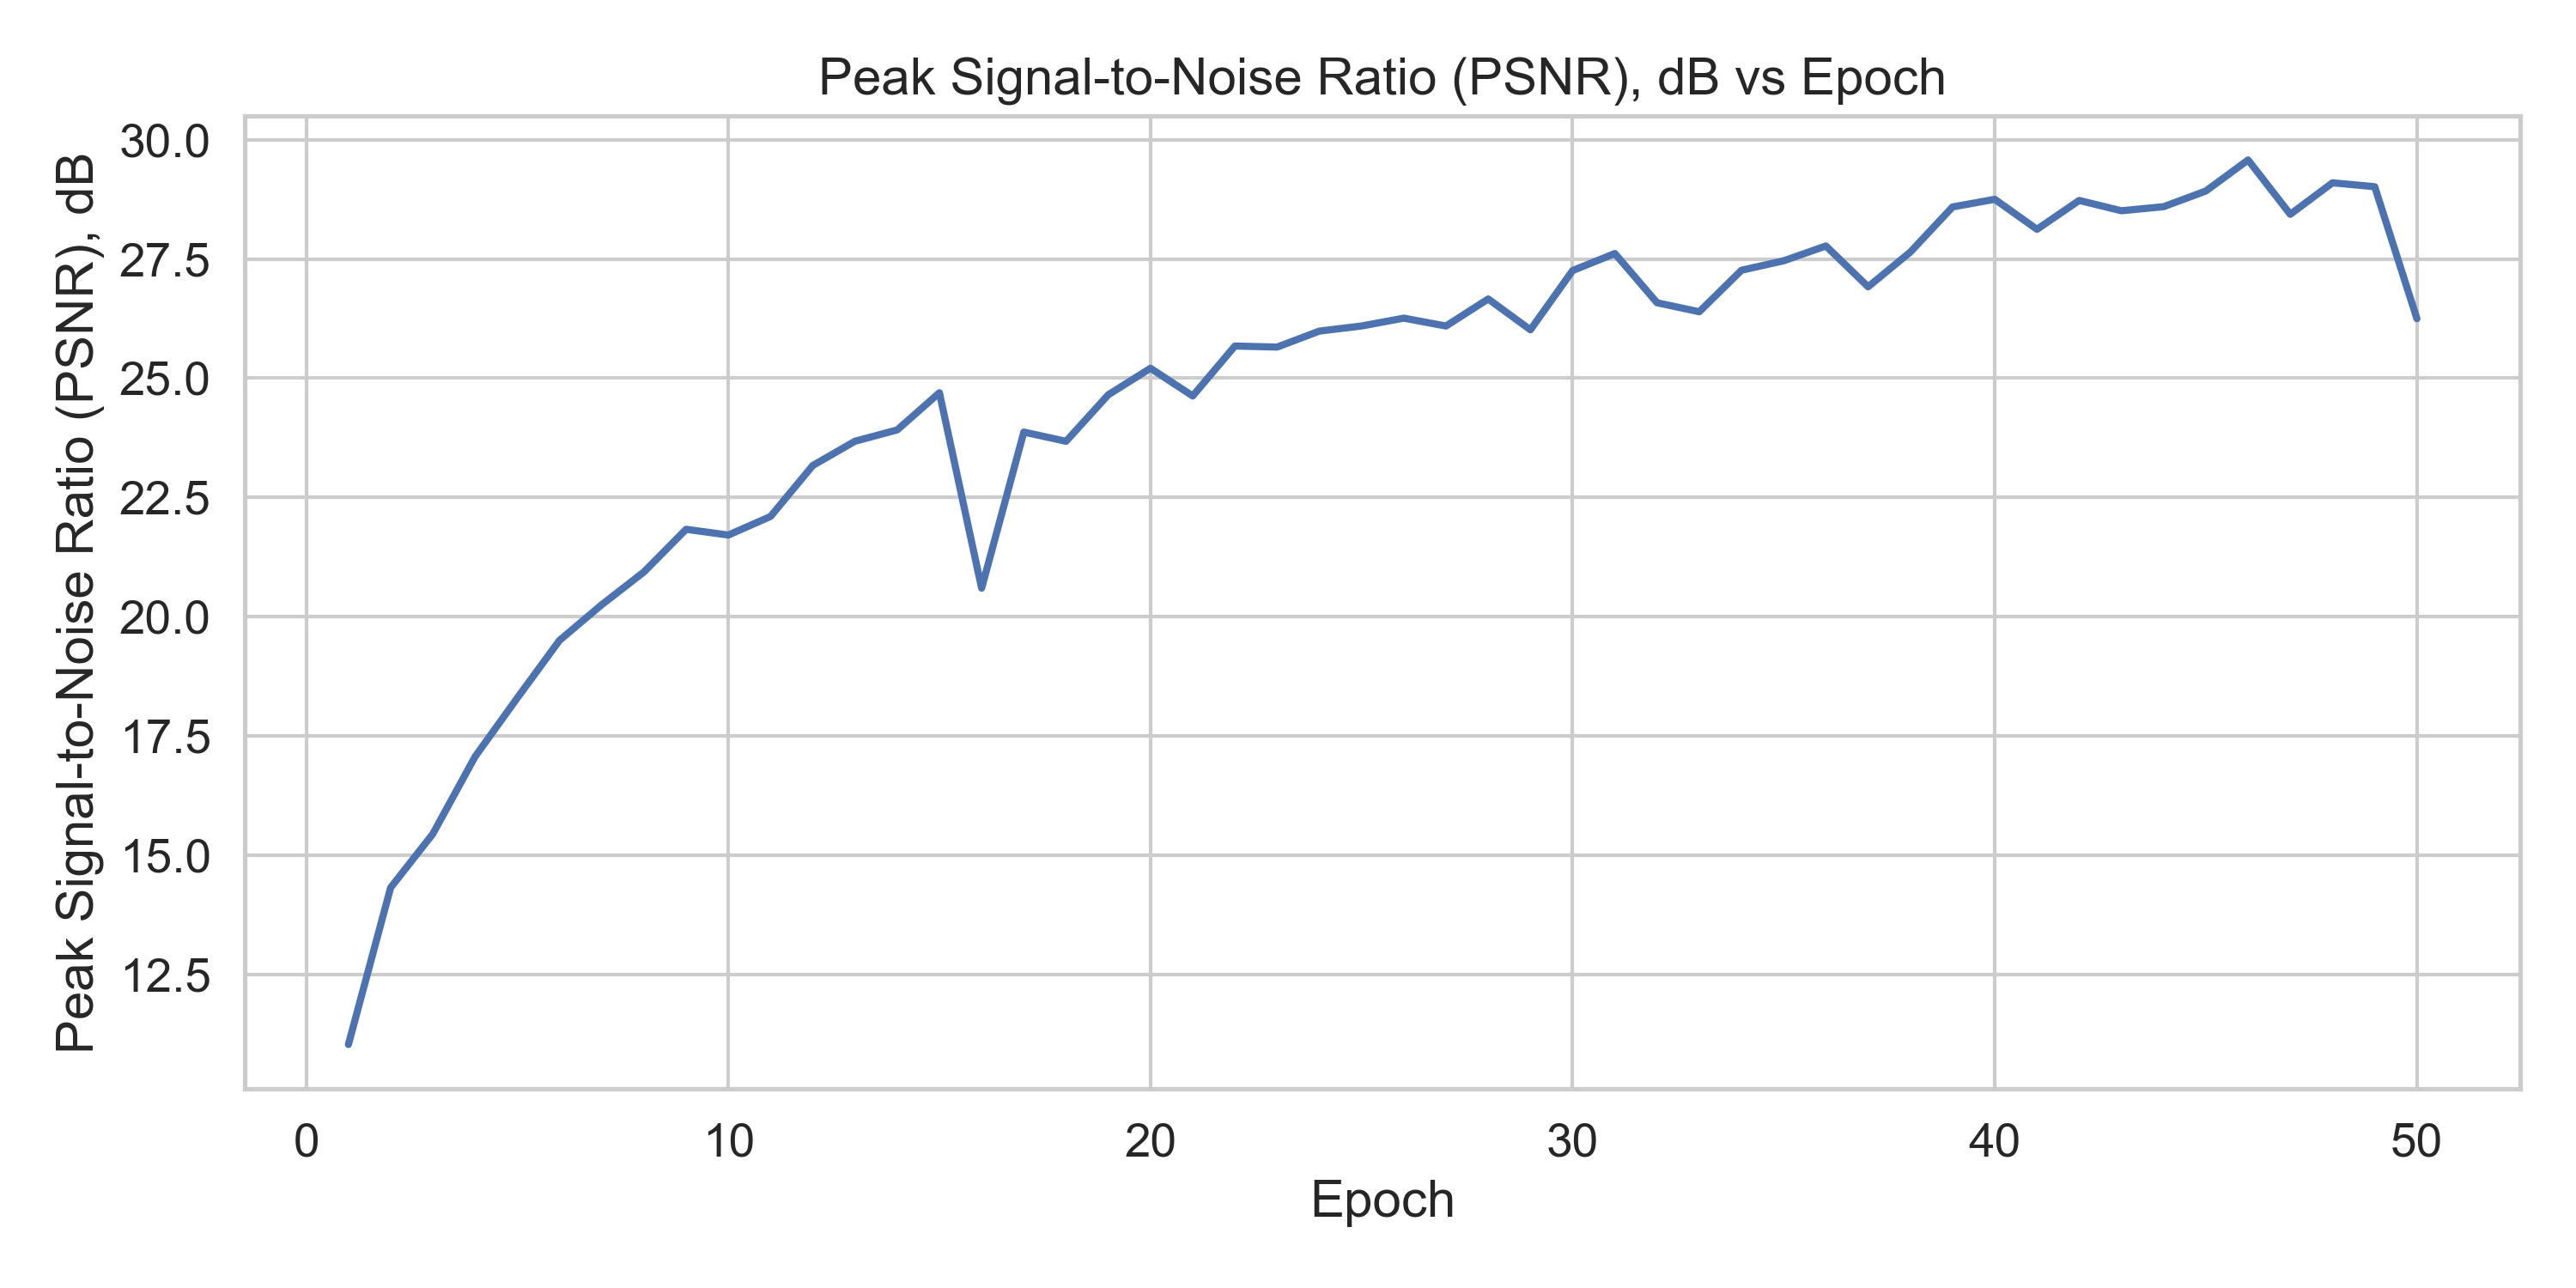 Peak Signal-to-Noise Ratio (PSNR), dB vs Epoch
Peak Signal-to-Noise Ratio (PSNR), dB
30.0
27.5
25.0
22.5
20.0
17.5
15.0
12.5
0 10 20 30 40 50
Epoch